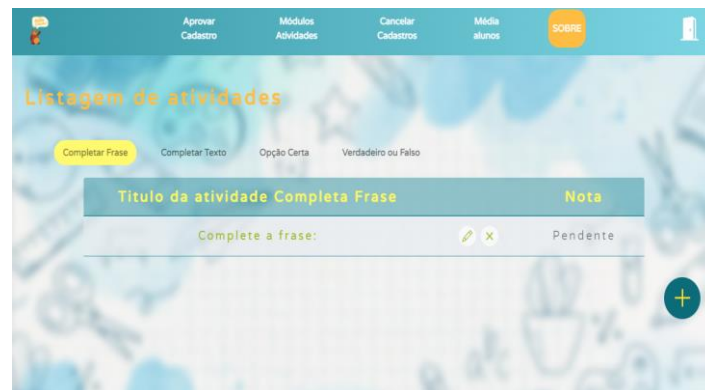 Aprovar
Cadastro
Módulos
Atividades
Cancelar
Cadastros
Média
alunos
SOBRE
Listagem de atividades
Completar Frase
Completar Texto
Opção Certa
Verdadeiro ou Falso
Titulo da atividade Completa Frase
Nota
Complete a frase:
Pendente